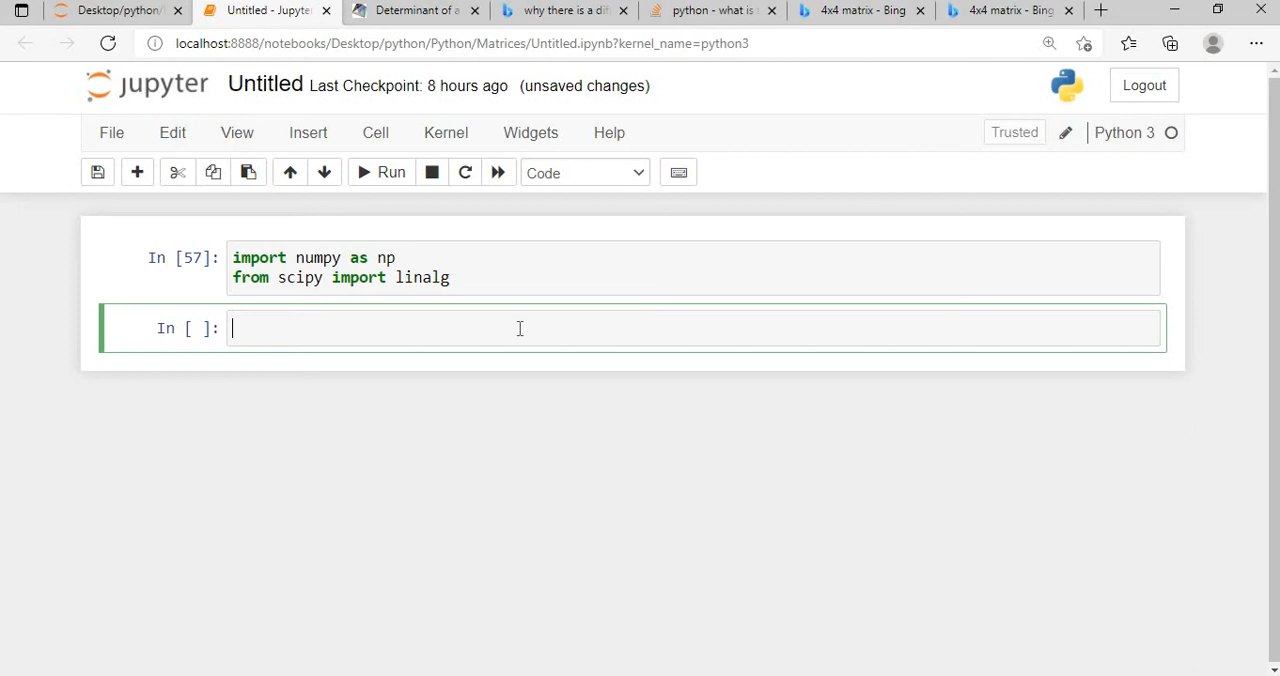 Desktop/python/
Untitled - Jupyte
Determinant of a
why there is a dif
python - what is
4x4 matrix - Bing
4x4 matrix - Bing
localhost:8888/notebooks/Desktop/python/Python/Matrices/Untitled.ipynb?kernel_name=python3
jupyter Untitled Last Checkpoint: 8 hours ago (unsaved changes)
Logout
File Edit View Insert Cell Kernel Widgets Help
Trusted
Python 3
Run
Code
In [57]: import numpy as np
from scipy import linalg
In [ ]: